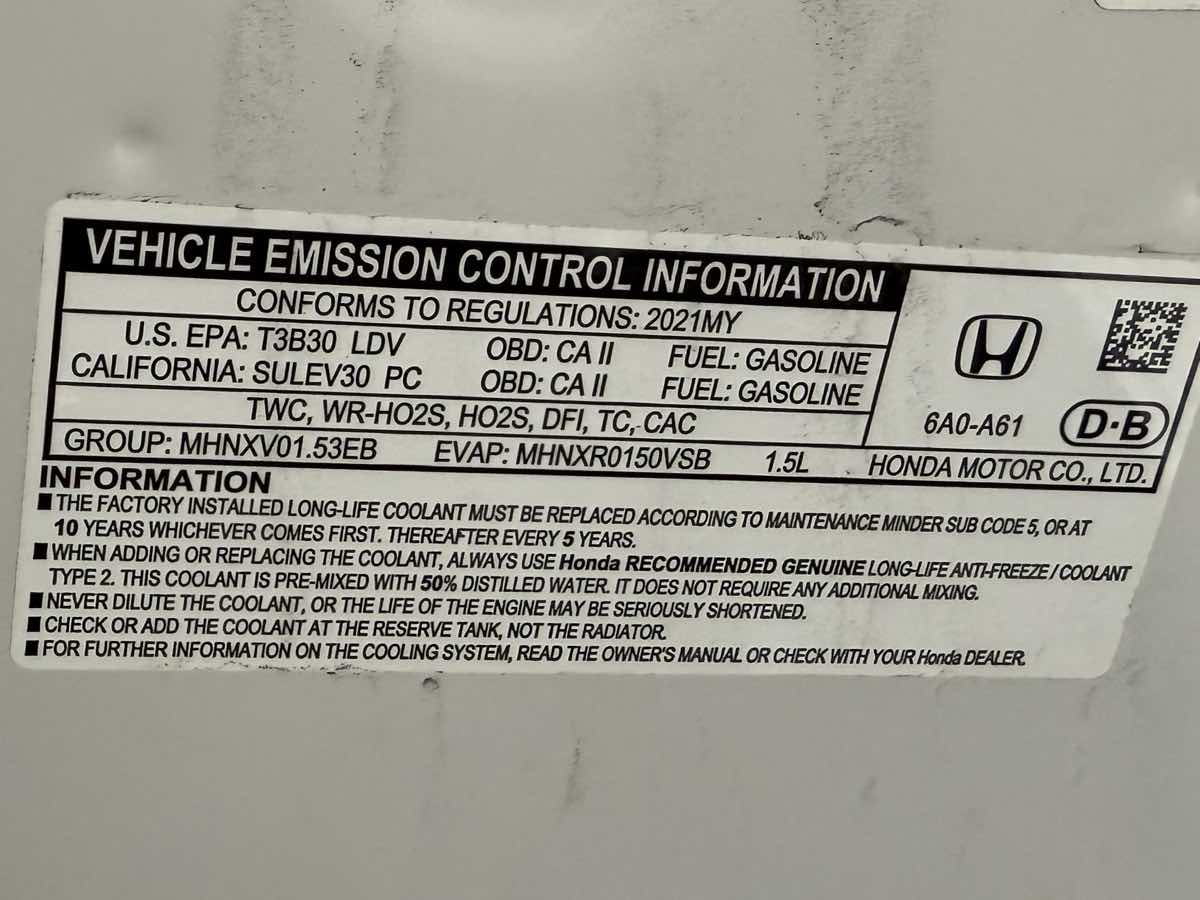 VEHICLE EMISSION CONTROL INFORMATION
CONFORMS TO REGULATIONS: 2021MY
U.S. EPA: T3B30 LDV OBD: CA II FUEL: GASOLINE
CALIFORNIA: SULEV30 PC OBD: CA II FUEL: GASOLINE
TWC, WR-HO2S, HO2S, DFI, TC, CAC
6A0-A61 D·B
GROUP: MHNXV01.53EB EVAP: MHNXR0150VSB 1.5L HONDA MOTOR CO., LTD.
INFORMATION
■ THE FACTORY INSTALLED LONG-LIFE COOLANT MUST BE REPLACED ACCORDING TO MAINTENANCE MINDER SUB CODE 5, OR AT
10 YEARS WHICHEVER COMES FIRST. THEREAFTER EVERY 5 YEARS.
■ WHEN ADDING OR REPLACING THE COOLANT, ALWAYS USE Honda RECOMMENDED GENUINE LONG-LIFE ANTI-FREEZE / COOLANT
TYPE 2. THIS COOLANT IS PRE-MIXED WITH 50% DISTILLED WATER. IT DOES NOT REQUIRE ANY ADDITIONAL MIXING.
■ NEVER DILUTE THE COOLANT, OR THE LIFE OF THE ENGINE MAY BE SERIOUSLY SHORTENED.
■ CHECK OR ADD THE COOLANT AT THE RESERVE TANK, NOT THE RADIATOR.
■ FOR FURTHER INFORMATION ON THE COOLING SYSTEM, READ THE OWNER'S MANUAL OR CHECK WITH YOUR Honda DEALER.